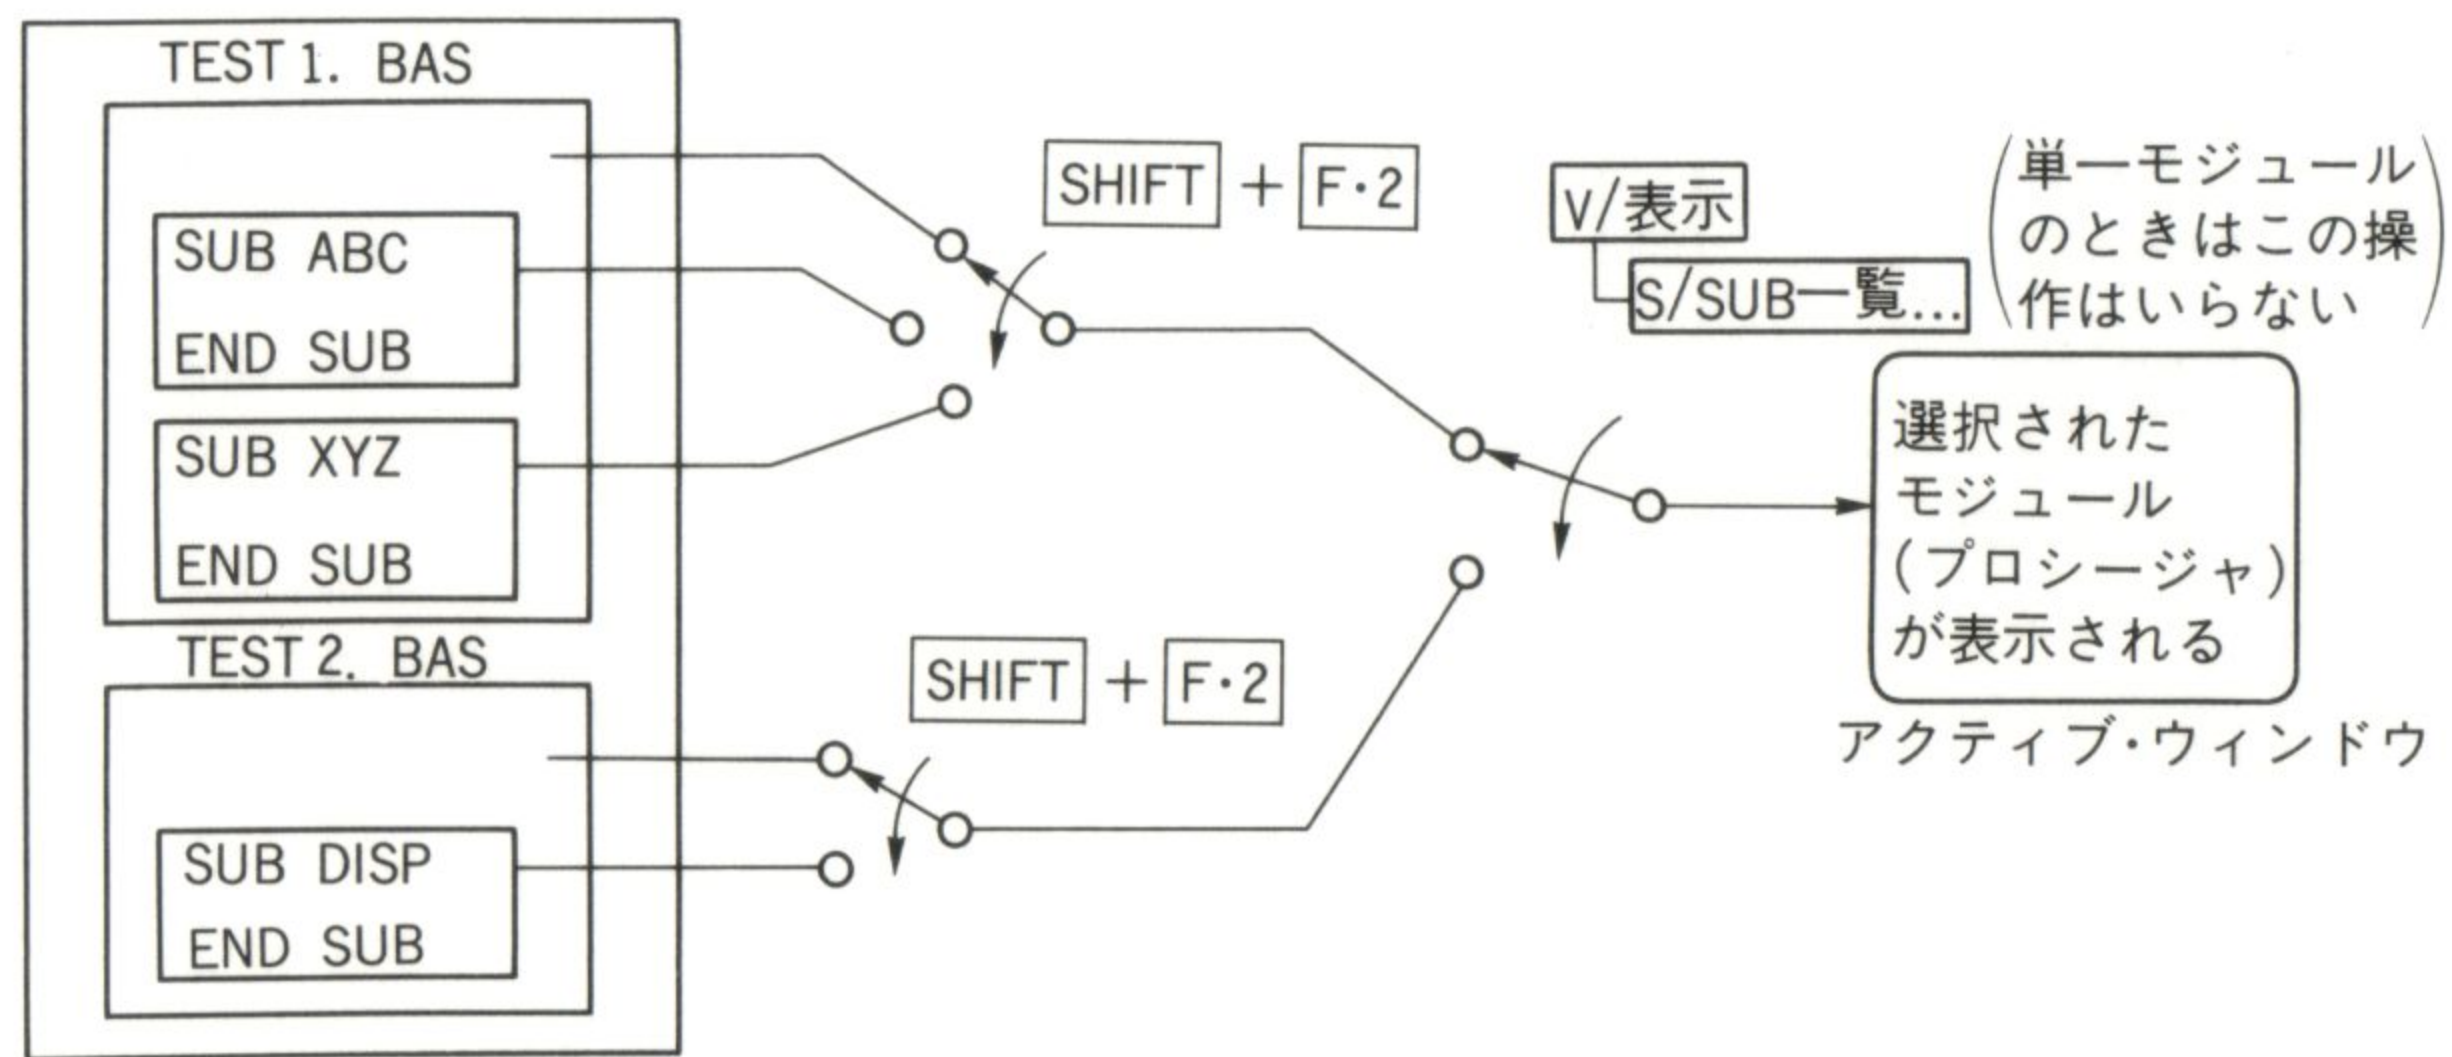 TEST 1. BAS
SUB ABC
END SUB
SUB XYZ
END SUB
TEST 2. BAS
SUB DISP
END SUB
SHIFT + F·2
SHIFT + F·2
V/表示
S/SUB一覧...
(単一モジュール
のときはこの操
作はいらない)
選択された
モジュール
(プロシージャ)
が表示される
アクティブ・ウィンドウ